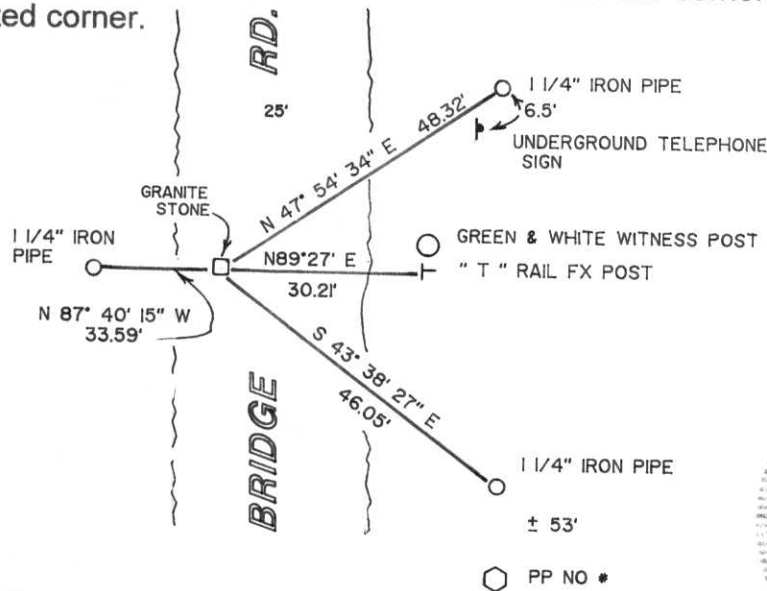 ted corner.
RD.
25'
1 1/4" IRON PIPE
6.5'
UNDERGROUND TELEPHONE
SIGN
N 47° 54' 34" E 48.32'
GRANITE
STONE
1 1/4" IRON
PIPE
N 87° 40' 15" W
33.59'
N89°27' E
30.21'
GREEN & WHITE WITNESS POST
" T " RAIL FX POST
S 43° 38' 27" E
46.05'
BRIDGE
1 1/4" IRON PIPE
± 53'
PP NO #